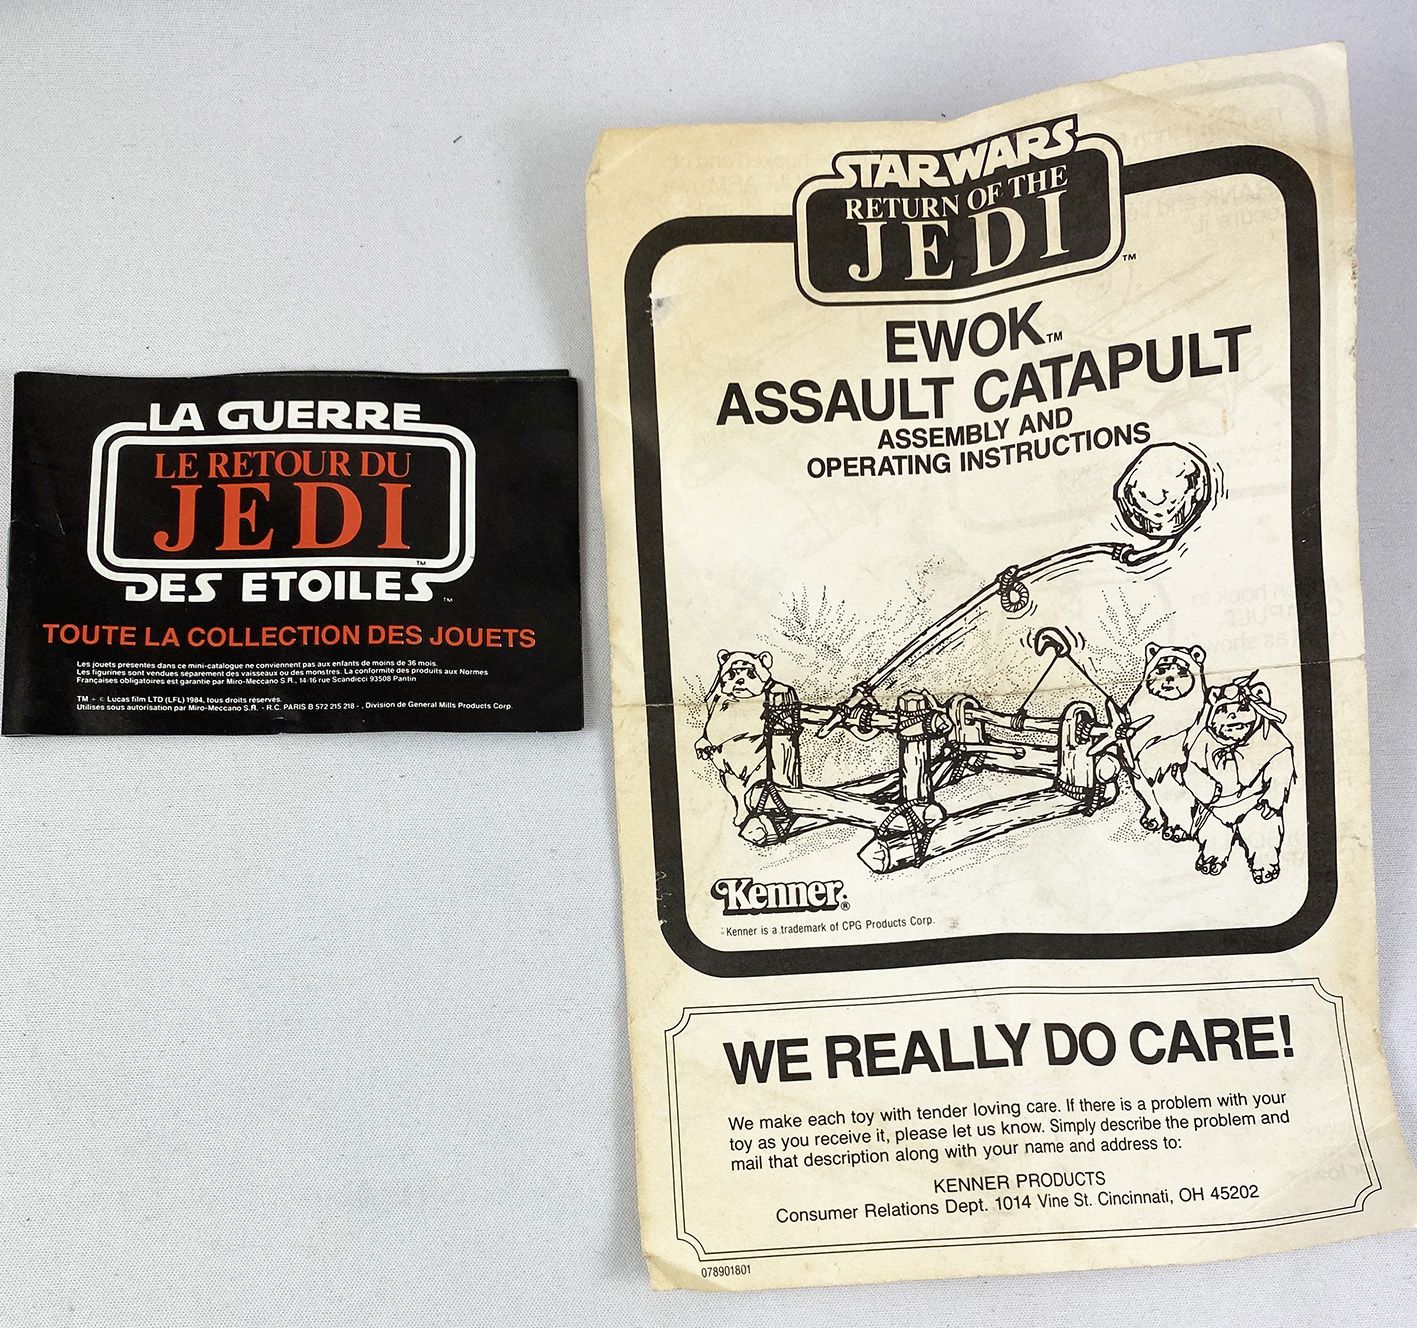 LA GUERRE
LE RETOUR DU
JEDI
™
DES ETOILES
™
TOUTE LA COLLECTION DES JOUETS
Les jouets présentés dans ce mini-catalogue ne conviennent pas aux enfants de moins de 36 mois.
Les figurines sont vendues séparement des vaisseaux ou des monstres. La conformité des produits aux Normes
Françaises obligatoires est garantie par Miro-Meccano S.A., 14/16 rue Scandicci 93508 Pantin
Lucas film LTD (LFL) 1984, tous droits réservés.
Utilisés sous autorisation par Miro-Meccano S.A. - R.C. PARIS B 572 215 218 - , Division de General Mills Products Corp.
STAR WARS
RETURN OF THE
JEDI
™
EWOK™
ASSAULT CATAPULT
ASSEMBLY AND
OPERATING INSTRUCTIONS
Kenner®
Kenner is a trademark of CPG Products Corp.
WE REALLY DO CARE!
We make each toy with tender loving care. If there is a problem with your
toy as you receive it, please let us know. Simply describe the problem and
mail that description along with your name and address to:
KENNER PRODUCTS
Consumer Relations Dept. 1014 Vine St. Cincinnati, OH 45202
078901801